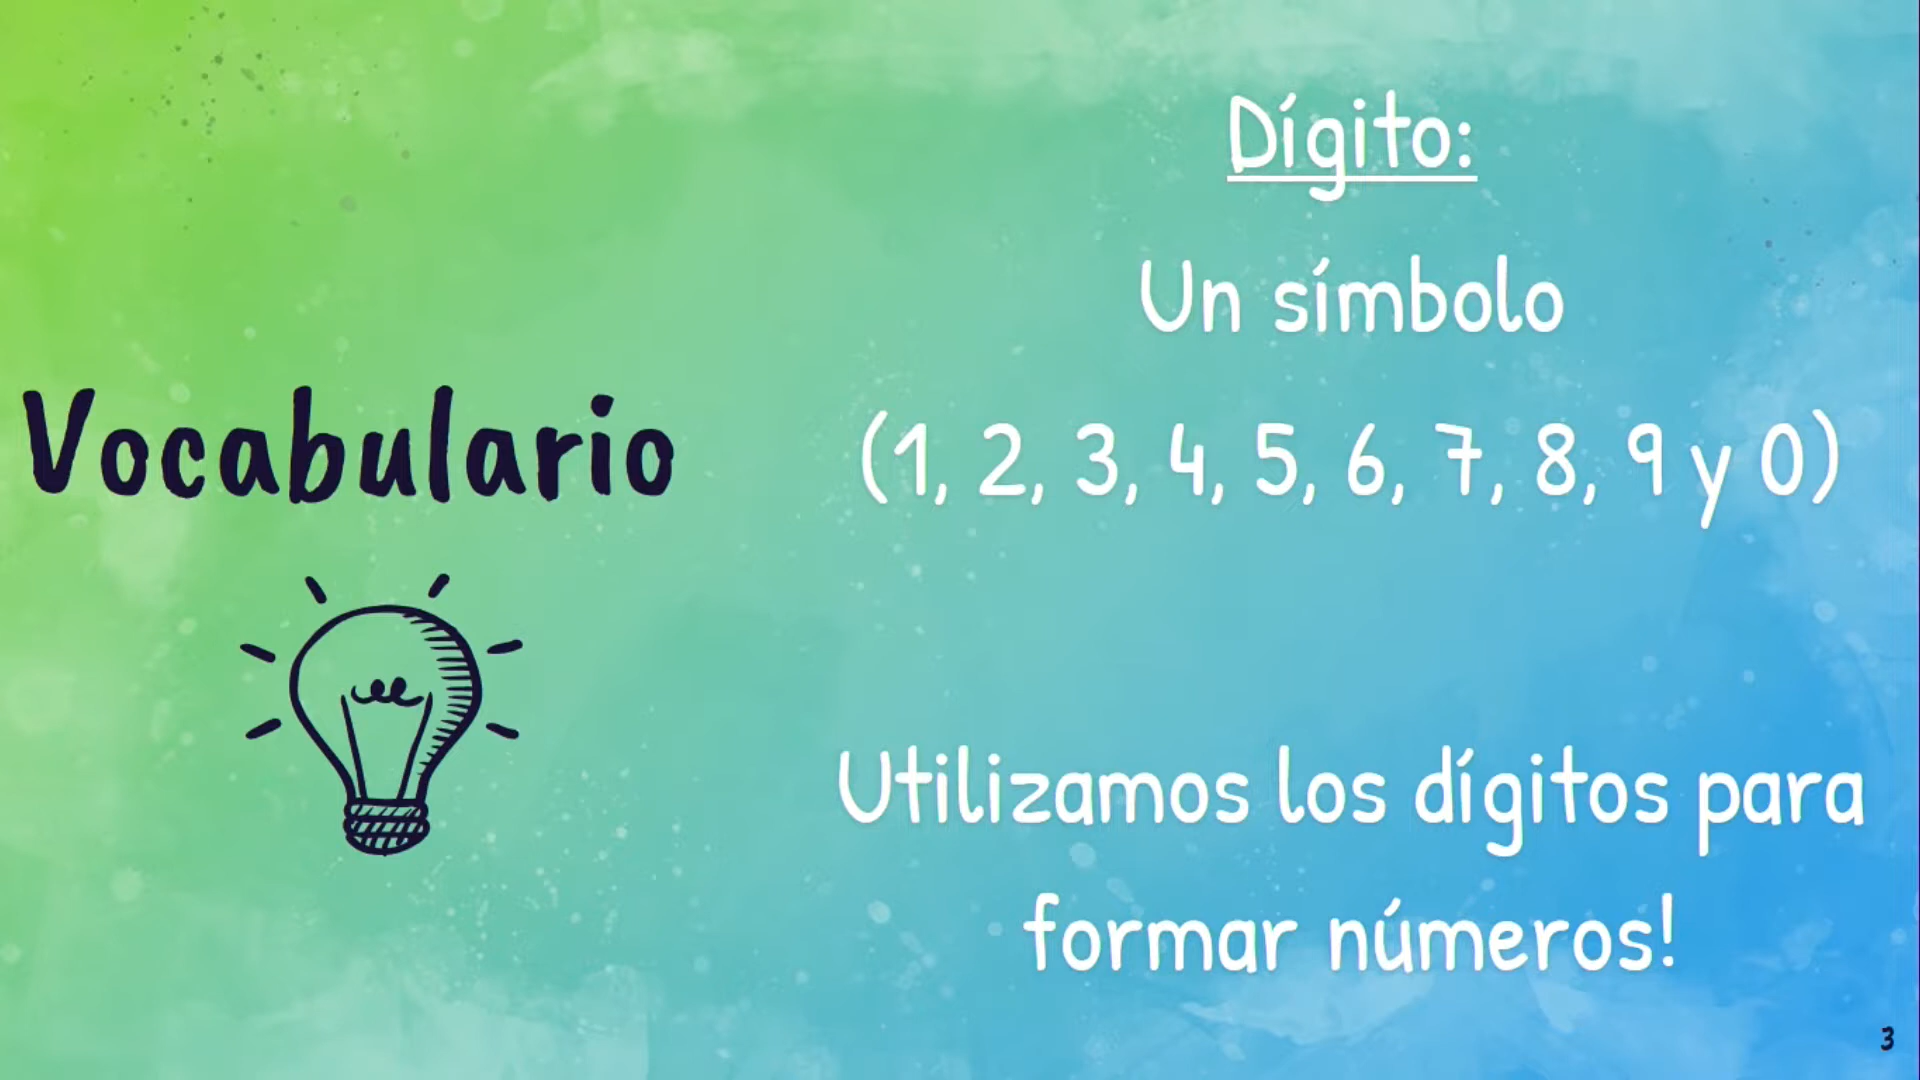 Vocabulario
Dígito:
Un símbolo
(1, 2, 3, 4, 5, 6, 7, 8, 9 y 0)
Utilizamos los dígitos para
formar números!
3